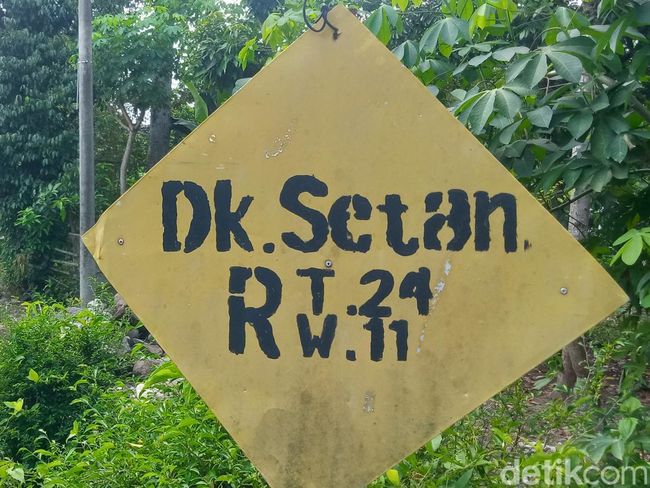 Dk.Setan
RT.24
RW.11
detikcom